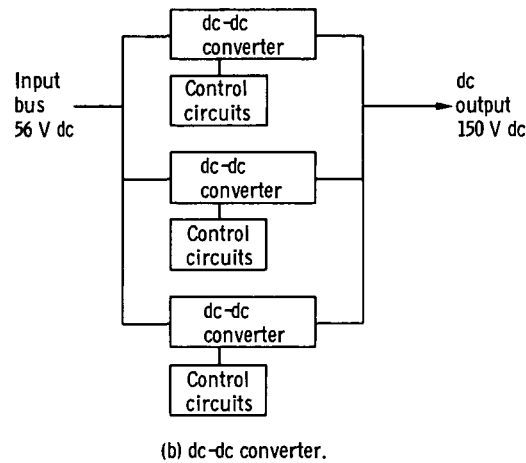 dc-dc
converter
Input
bus
56 V dc
Control
circuits
dc
output
150 V dc
dc-dc
converter
Control
circuits
dc-dc
converter
Control
circuits
(b) dc-dc converter.